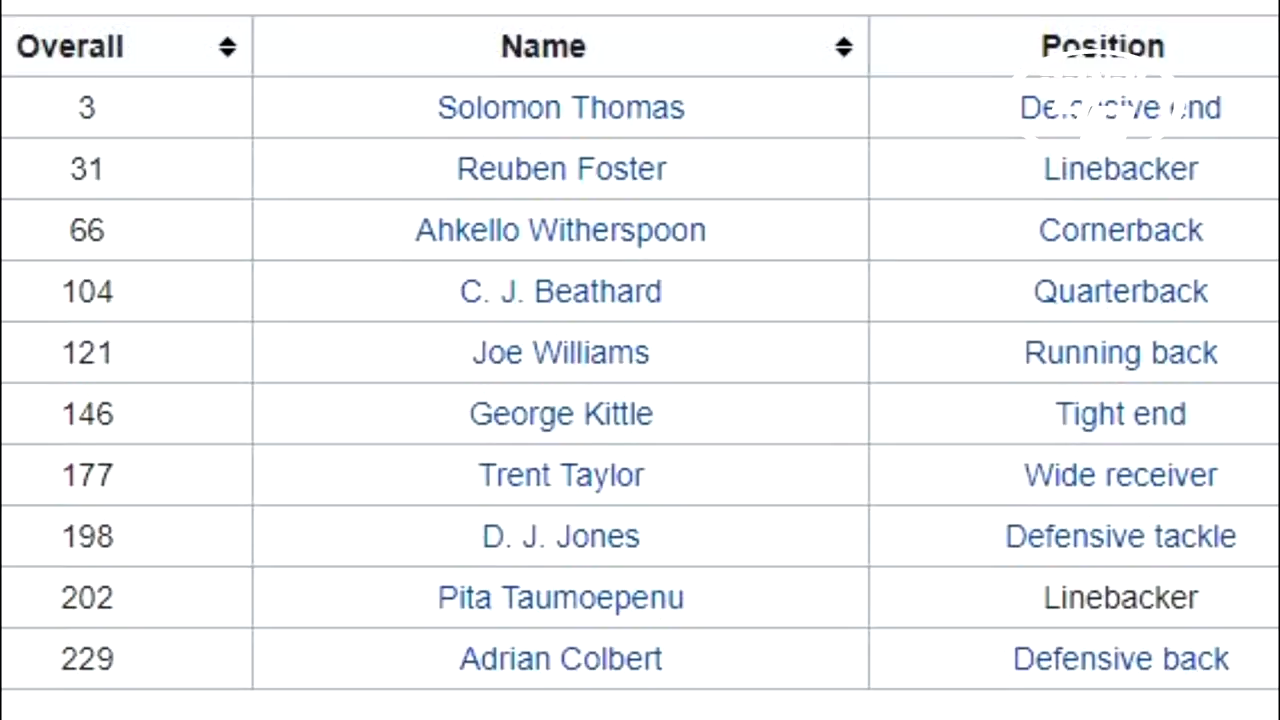 Overall Name Position
3 Solomon Thomas Defensive end
31 Reuben Foster Linebacker
66 Ahkello Witherspoon Cornerback
104 C. J. Beathard Quarterback
121 Joe Williams Running back
146 George Kittle Tight end
177 Trent Taylor Wide receiver
198 D. J. Jones Defensive tackle
202 Pita Taumoepenu Linebacker
229 Adrian Colbert Defensive back